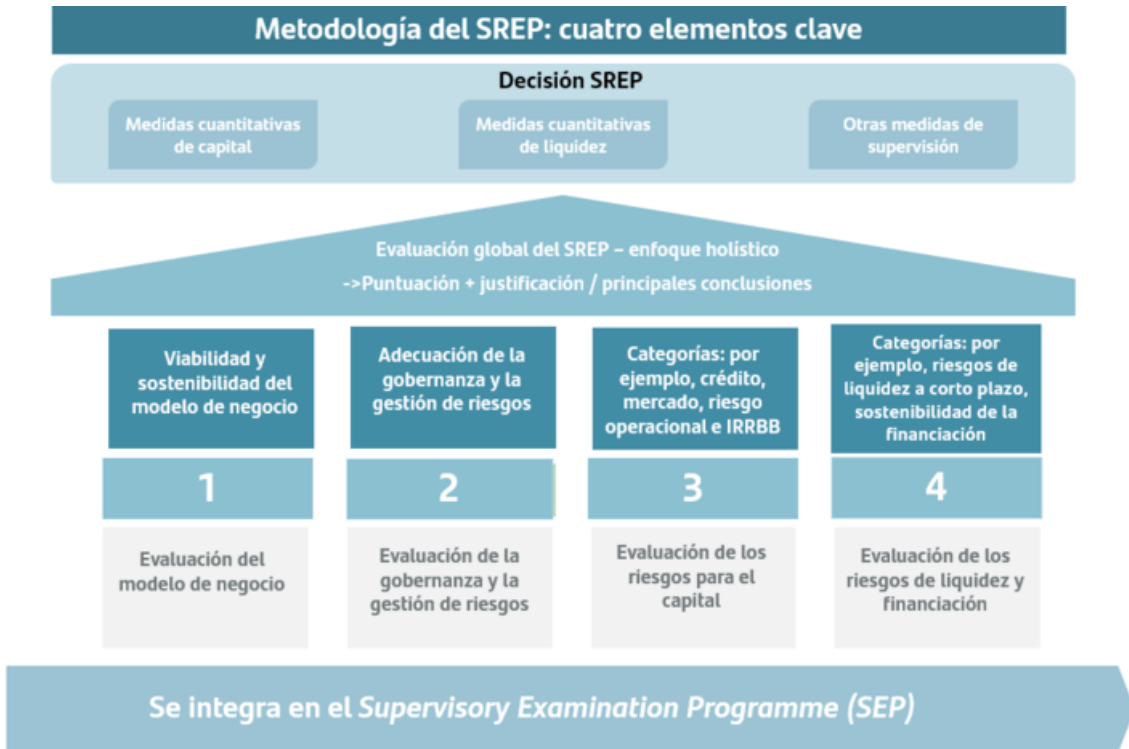 Metodología del SREP: cuatro elementos clave
Decisión SREP
Medidas cuantitativas
de capital
Medidas cuantitativas
de liquidez
Otras medidas de
supervisión
Evaluación global del SREP – enfoque holístico
->Puntuación + justificación / principales conclusiones
Viabilidad y
sostenibilidad del
modelo de negocio
Adecuación de la
gobernanza y la
gestión de riesgos
Categorías: por
ejemplo, crédito,
mercado, riesgo
operacional e IRRBB
Categorías: por
ejemplo, riesgos de
liquidez a corto plazo,
sostenibilidad de la
financiación
1
2
3
4
Evaluación del
modelo de negocio
Evaluación de la
gobernanza y la
gestión de riesgos
Evaluación de los
riesgos para el
capital
Evaluación de los
riesgos de liquidez y
financiación
Se integra en el Supervisory Examination Programme (SEP)